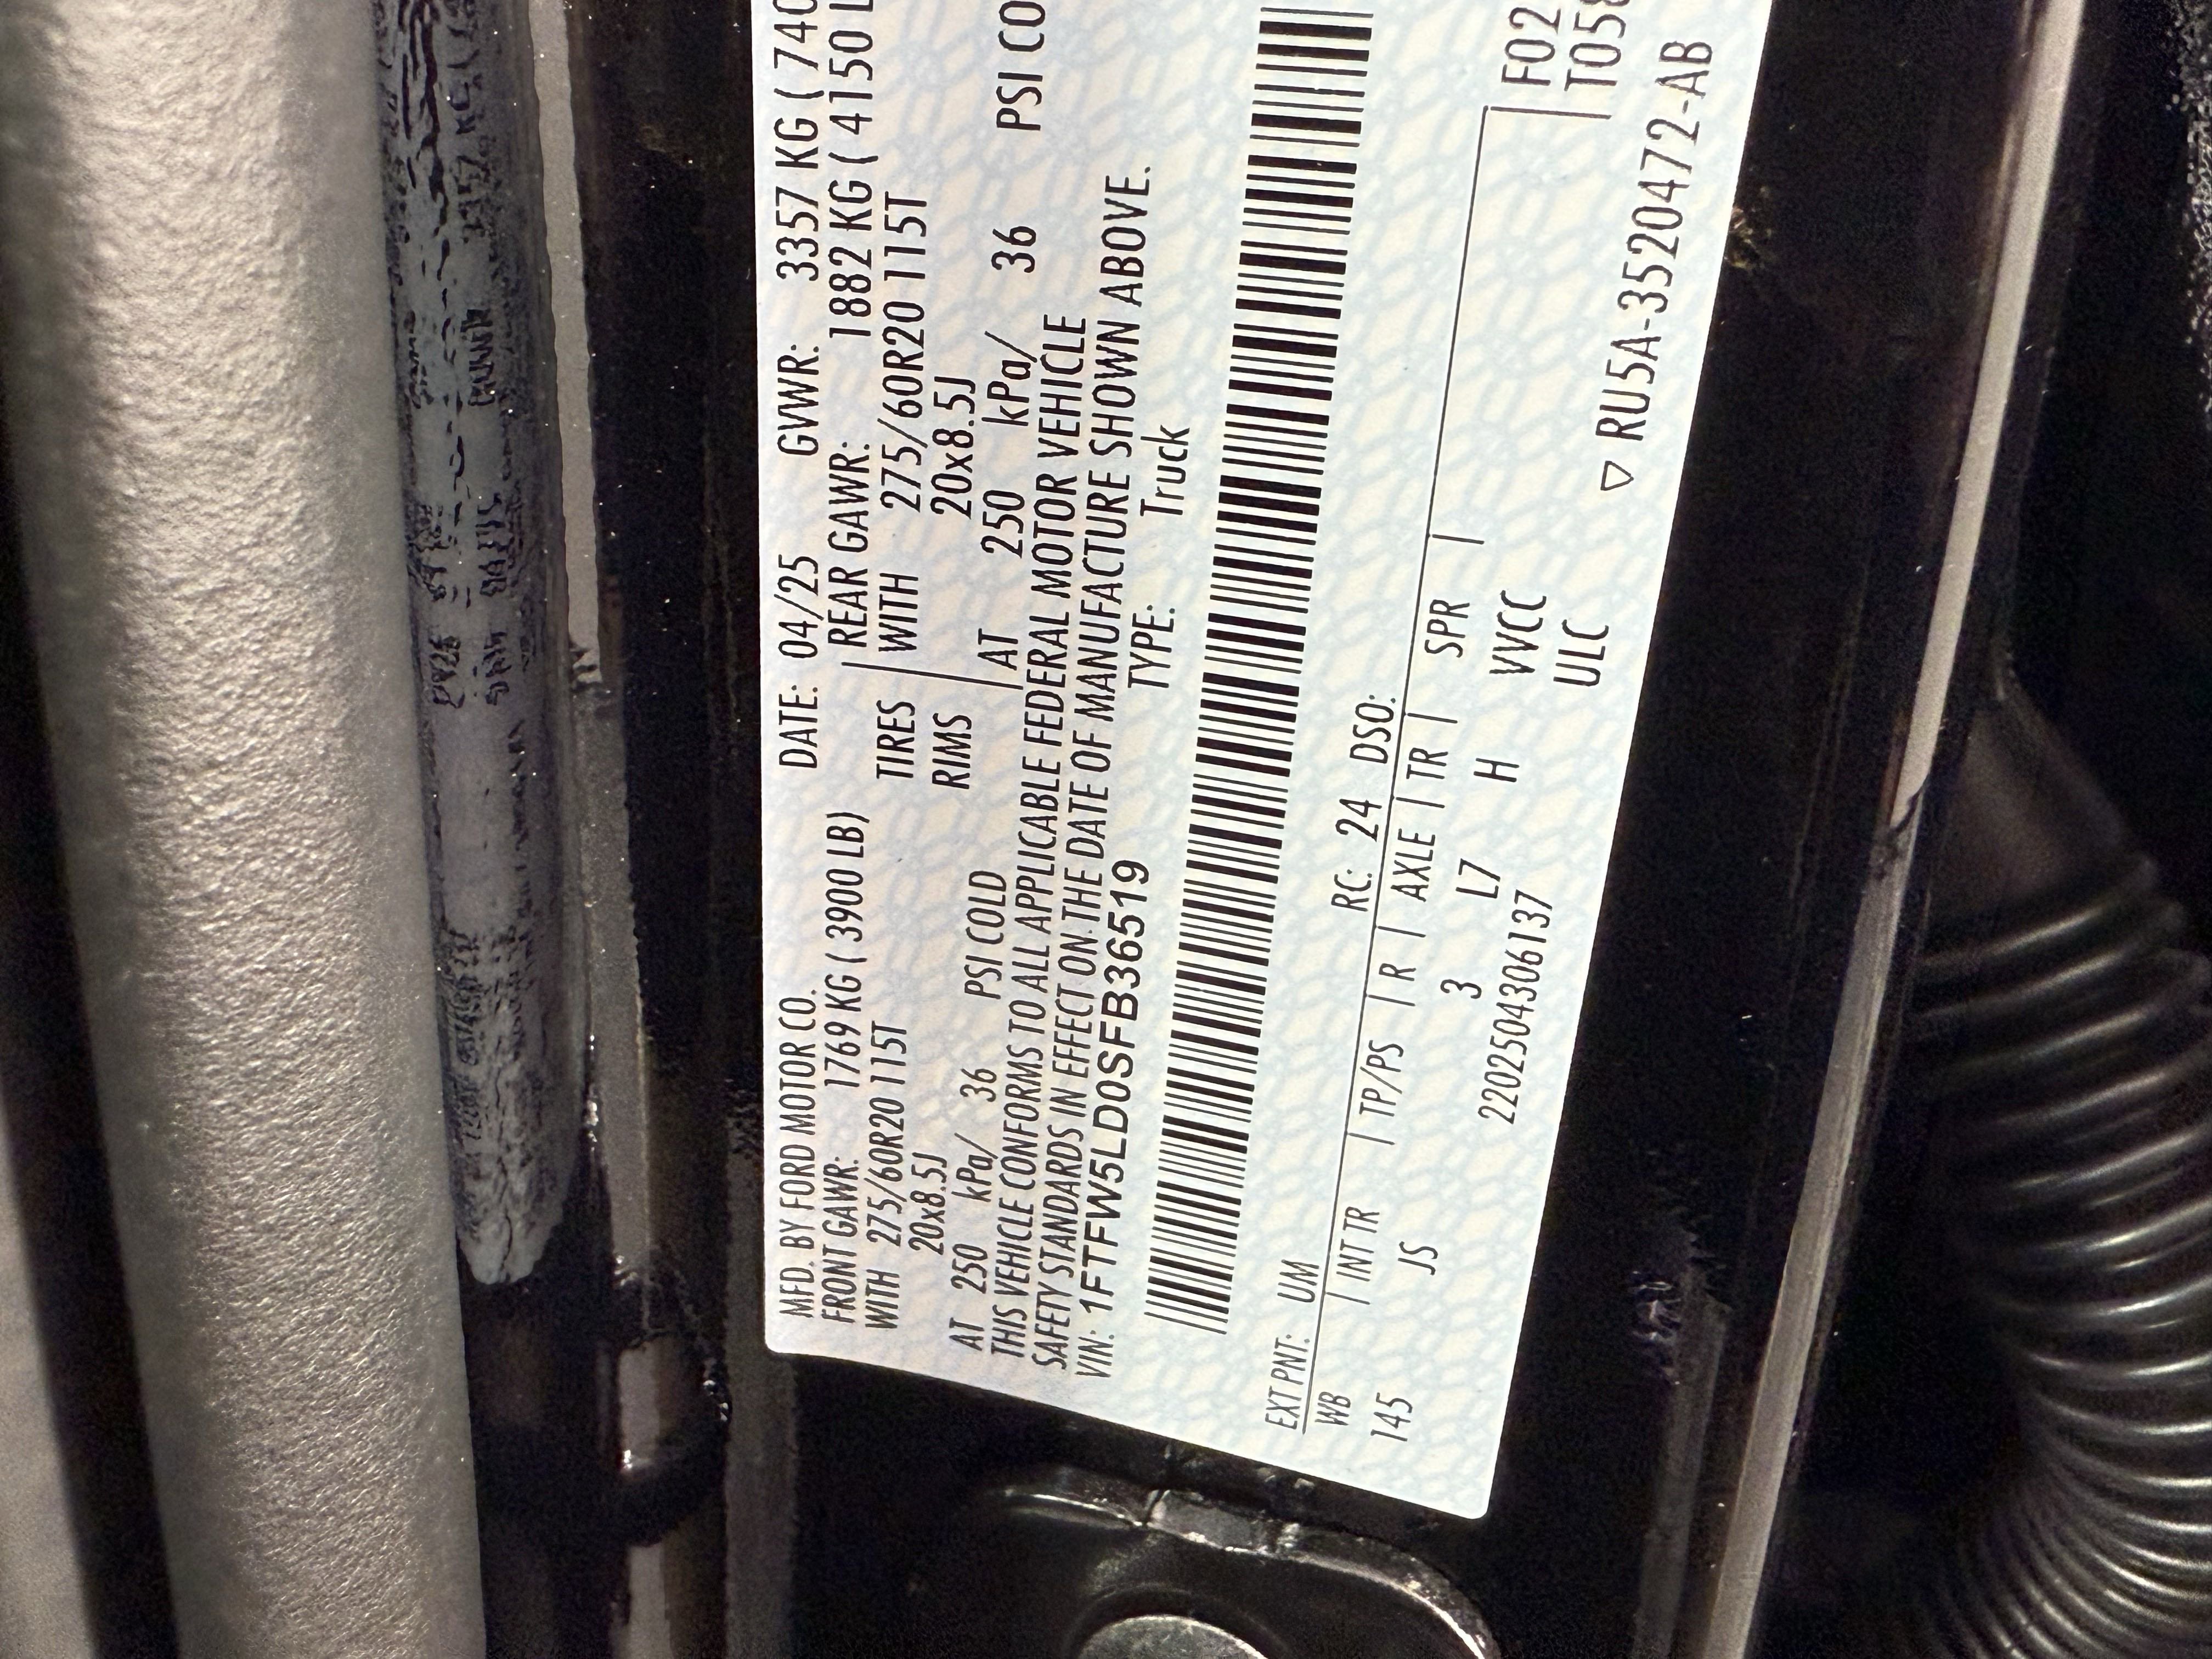 MFD. BY FORD MOTOR CO. DATE: 04/25 GVWR: 3357 KG ( 740
FRONT GAWR: 1769 KG ( 3900 LB) REAR GAWR: 1882 KG ( 4150 L
WITH 275/60R20 115T TIRES WITH 275/60R20 115T
20x8.5J RIMS 20x8.5J
AT 250 kPa/ 36 PSI COLD AT 250 kPa/ 36 PSI CO
THIS VEHICLE CONFORMS TO ALL APPLICABLE FEDERAL MOTOR VEHICLE
SAFETY STANDARDS IN EFFECT ON THE DATE OF MANUFACTURE SHOWN ABOVE.
VIN: 1FTFW5LD0SFB36519 TYPE: Truck
EXT PNT: UM RC: 24 DSO:
WB | INT TR | TP/PS | R | AXLE | TR | SPR |
145 JS 3 L7 H VVCC F02
2202504306137 ULC T058
▽ RU5A-3520472-AB